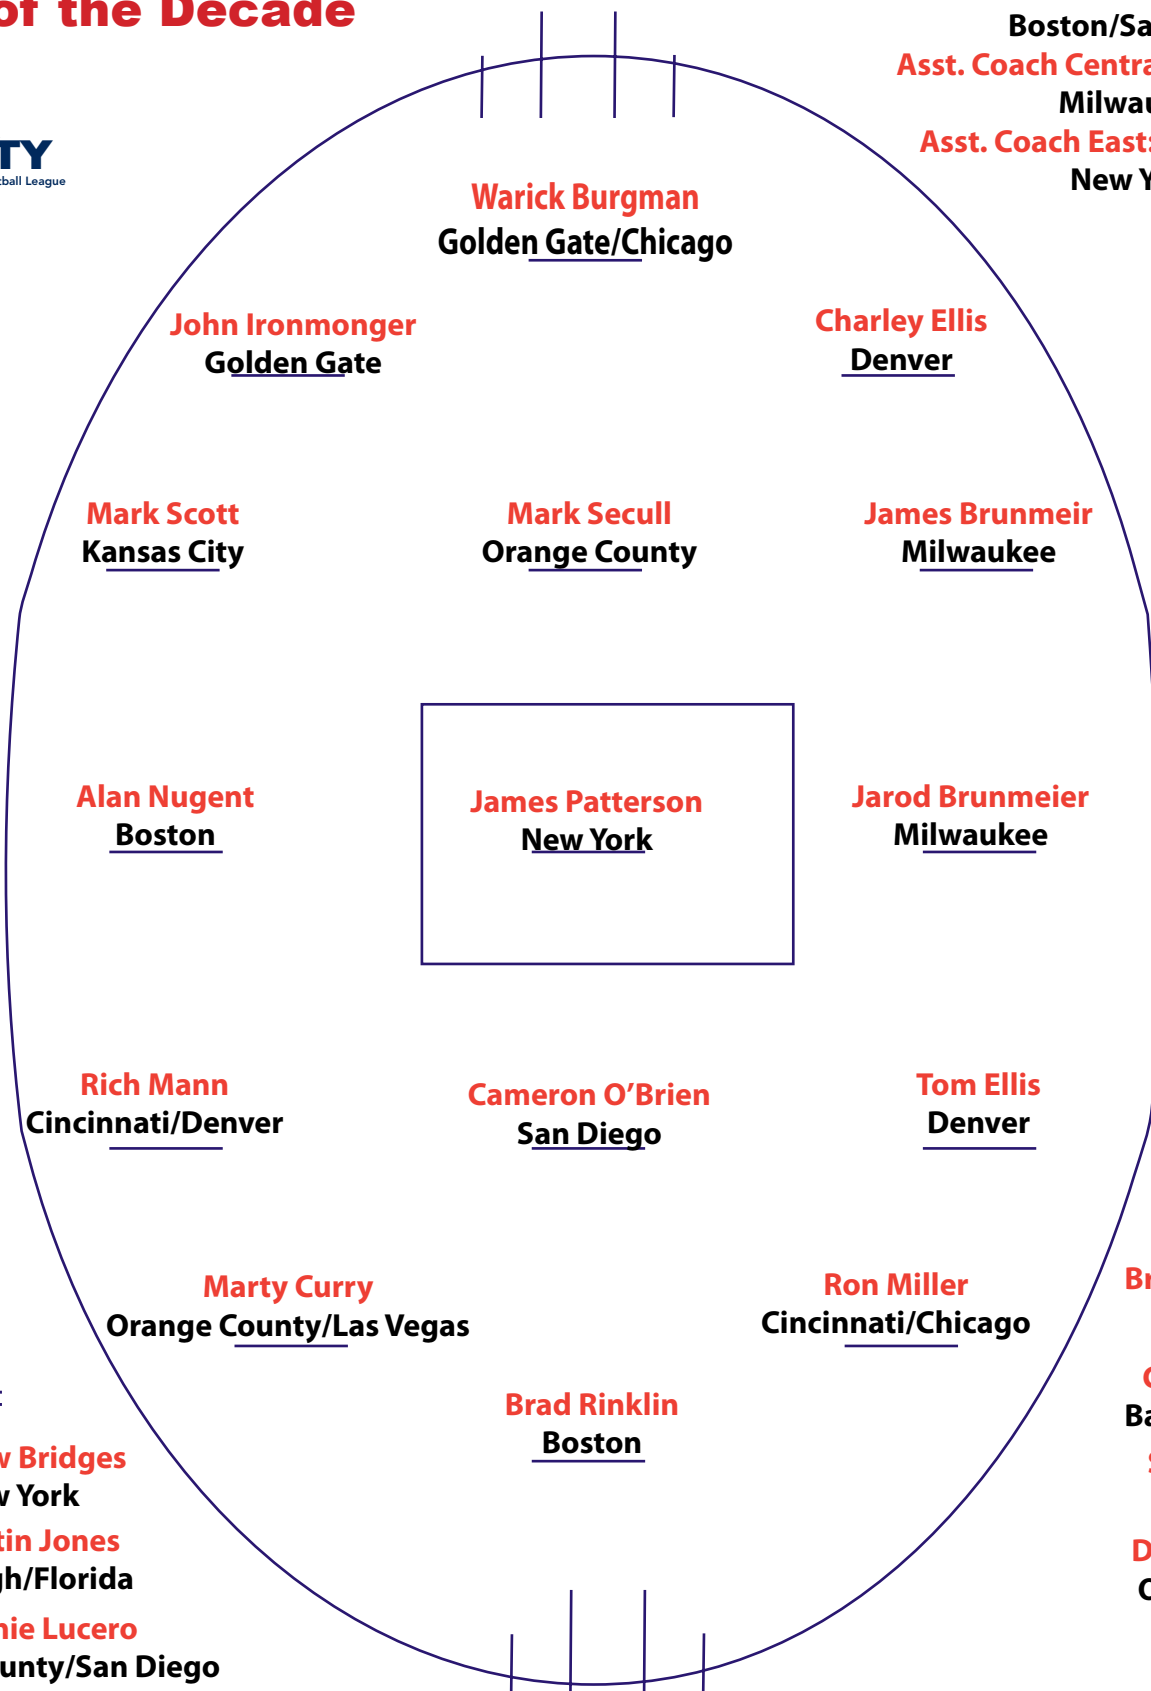 of the Decade
Boston/Sa
Asst. Coach Centra
Milwau
Asst. Coach East:
New Y
TY
tball League
Warick Burgman
Golden Gate/Chicago
John Ironmonger
Golden Gate
Charley Ellis
Denver
Mark Scott
Kansas City
Mark Secull
Orange County
James Brunmeir
Milwaukee
Alan Nugent
Boston
James Patterson
New York
Jarod Brunmeier
Milwaukee
Rich Mann
Cincinnati/Denver
Cameron O’Brien
San Diego
Tom Ellis
Denver
Marty Curry
Orange County/Las Vegas
Ron Miller
Cincinnati/Chicago
Brad Rinklin
Boston
w Bridges
w York
tin Jones
gh/Florida
nie Lucero
unty/San Diego
Br
Ba
D